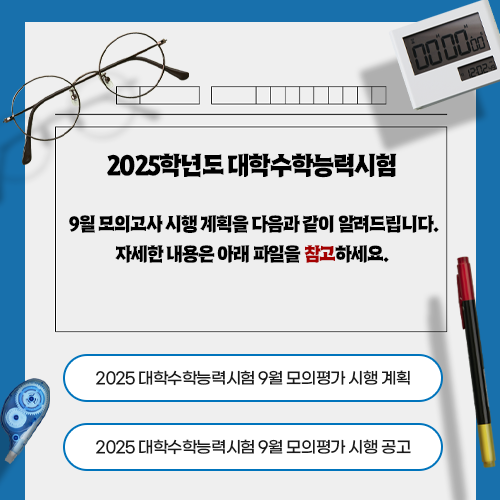 00:00 00
2025학년도 대학수학능력시험
9월 모의고사 시행 계획을 다음과 같이 알려드립니다.
자세한 내용은 아래 파일을 참고하세요.
2025 대학수학능력시험 9월 모의평가 시행 계획
2025 대학수학능력시험 9월 모의평가 시행 공고